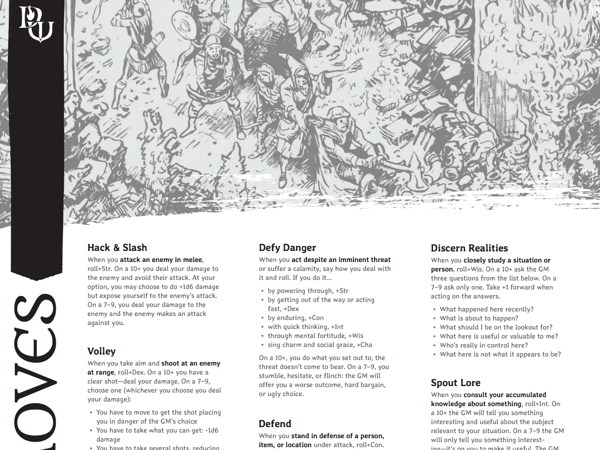 DW
MOVES
Hack & Slash
When you attack an enemy in melee,
roll+Str. On a 10+ you deal your damage to
the enemy and avoid their attack. At your
option, you may choose to do +1d6 damage
but expose yourself to the enemy's attack.
On a 7–9, you deal your damage to the
enemy and the enemy makes an attack
against you.
Volley
When you take aim and shoot at an enemy
at range, roll+Dex. On a 10+ you have a
clear shot—deal your damage. On a 7–9,
choose one (whichever you choose you deal
your damage):
• You have to move to get the shot placing
you in danger of the GM's choice
• You have to take what you can get: -1d6
damage
• You have to take several shots, reducing
Defy Danger
When you act despite an imminent threat
or suffer a calamity, say how you deal with
it and roll. If you do it…
• by powering through, +Str
• by getting out of the way or acting
fast, +Dex
• by enduring, +Con
• with quick thinking, +Int
• through mental fortitude, +Wis
• sing charm and social grace, +Cha
On a 10+, you do what you set out to, the
threat doesn't come to bear. On a 7–9, you
stumble, hesitate, or flinch: the GM will
offer you a worse outcome, hard bargain,
or ugly choice.
Defend
When you stand in defense of a person,
item, or location under attack, roll+Con.
Discern Realities
When you closely study a situation or
person, roll+Wis. On a 10+ ask the GM
three questions from the list below. On a
7–9 ask only one. Take +1 forward when
acting on the answers.
• What happened here recently?
• What is about to happen?
• What should I be on the lookout for?
• What here is useful or valuable to me?
• Who's really in control here?
• What here is not what it appears to be?
Spout Lore
When you consult your accumulated
knowledge about something, roll+Int. On
a 10+ the GM will tell you something
interesting and useful about the subject
relevant to your situation. On a 7–9 the GM
will only tell you something interest-
ing—it's on you to make it useful. The GM